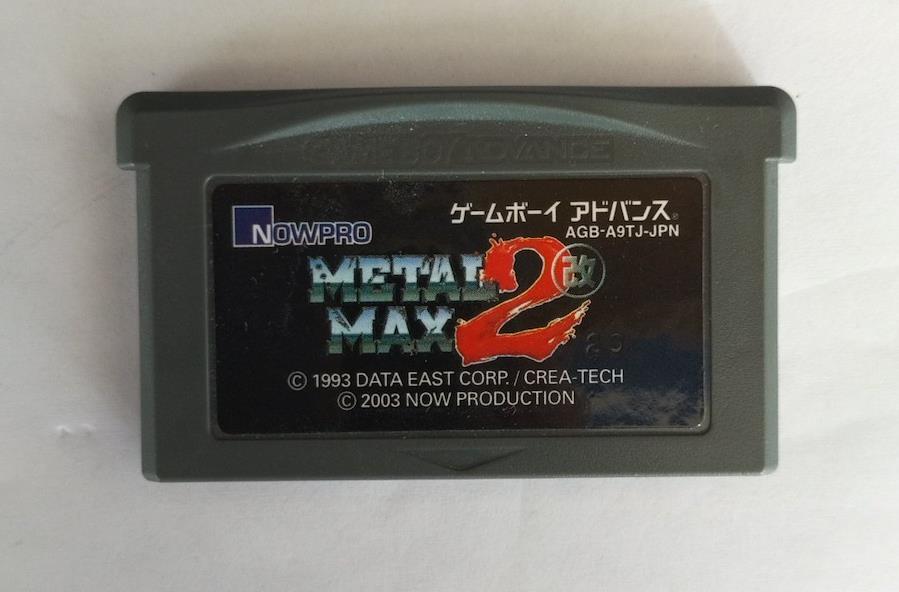 GAME BOY ADVANCE
NOWPRO
ゲームボーイ アドバンス®
AGB-A9TJ-JPN
METAL
MAX 2 改
© 1993 DATA EAST CORP. / CREA-TECH
© 2003 NOW PRODUCTION